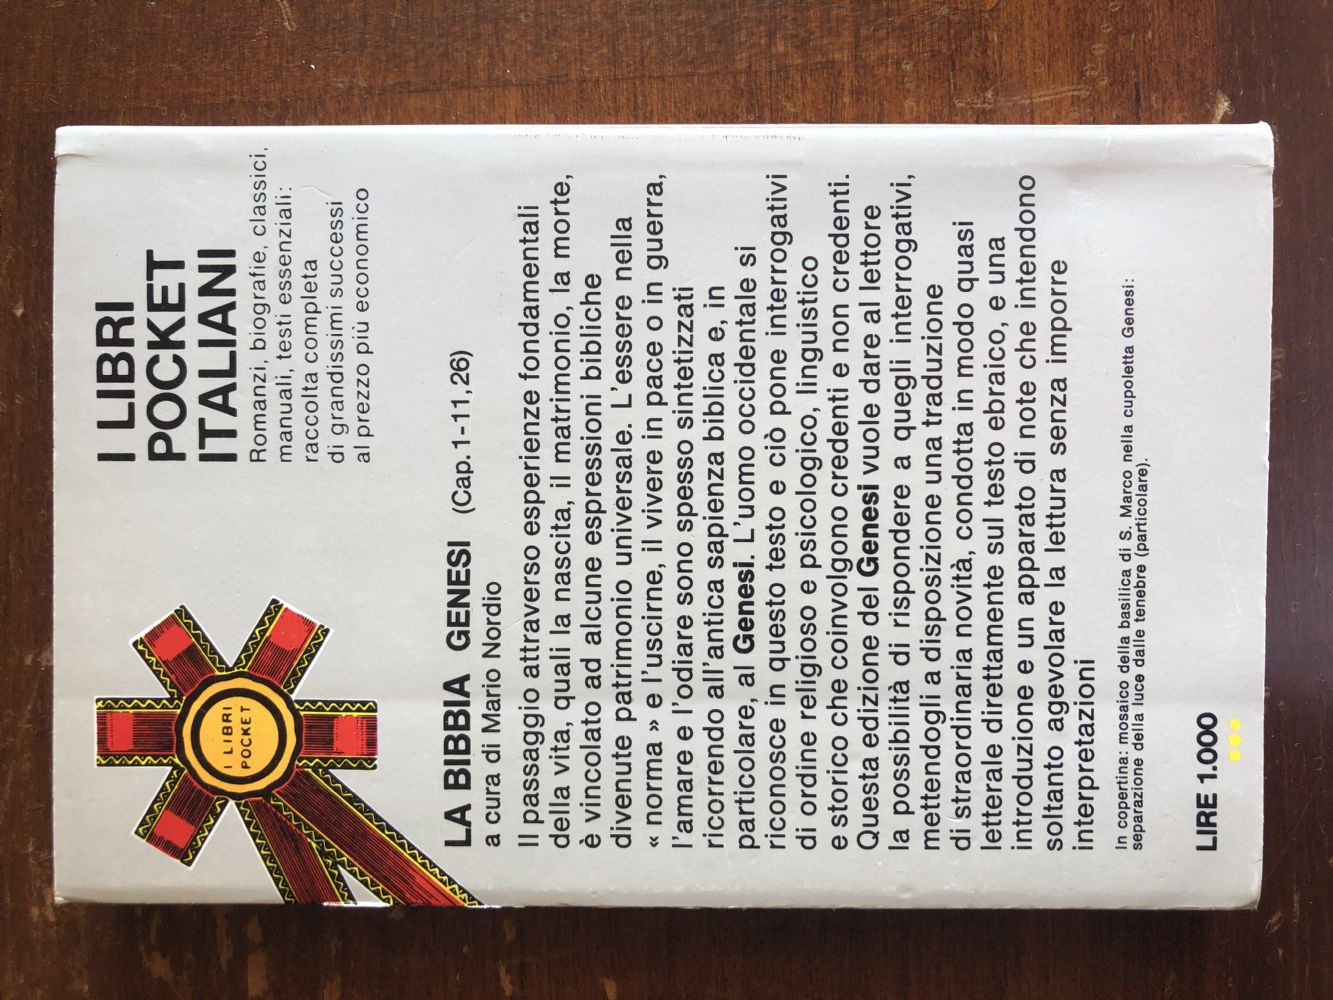 I LIBRI
POCKET
ITALIANI
Romanzi, biografie, classici,
manuali, testi essenziali:
raccolta completa
di grandissimi successi
al prezzo più economico
I LIBRI
POCKET
LA BIBBIA GENESI (Cap. 1-11,26)
a cura di Mario Nordio
Il passaggio attraverso esperienze fondamentali
della vita, quali la nascita, il matrimonio, la morte,
è vincolato ad alcune espressioni bibliche
divenute patrimonio universale. L'essere nella
« norma » e l'uscirne, il vivere in pace o in guerra,
l'amare e l'odiare sono spesso sintetizzati
ricorrendo all'antica sapienza biblica e, in
particolare, al Genesi. L'uomo occidentale si
riconosce in questo testo e ciò pone interrogativi
di ordine religioso e psicologico, linguistico
e storico che coinvolgono credenti e non credenti.
Questa edizione del Genesi vuole dare al lettore
la possibilità di rispondere a quegli interrogativi,
mettendogli a disposizione una traduzione
di straordinaria novità, condotta in modo quasi
letterale direttamente sul testo ebraico, e una
introduzione e un apparato di note che intendono
soltanto agevolare la lettura senza imporre
interpretazioni
In copertina: mosaico della basilica di S. Marco nella cupoletta Genesi:
separazione della luce dalle tenebre (particolare).
LIRE 1.000